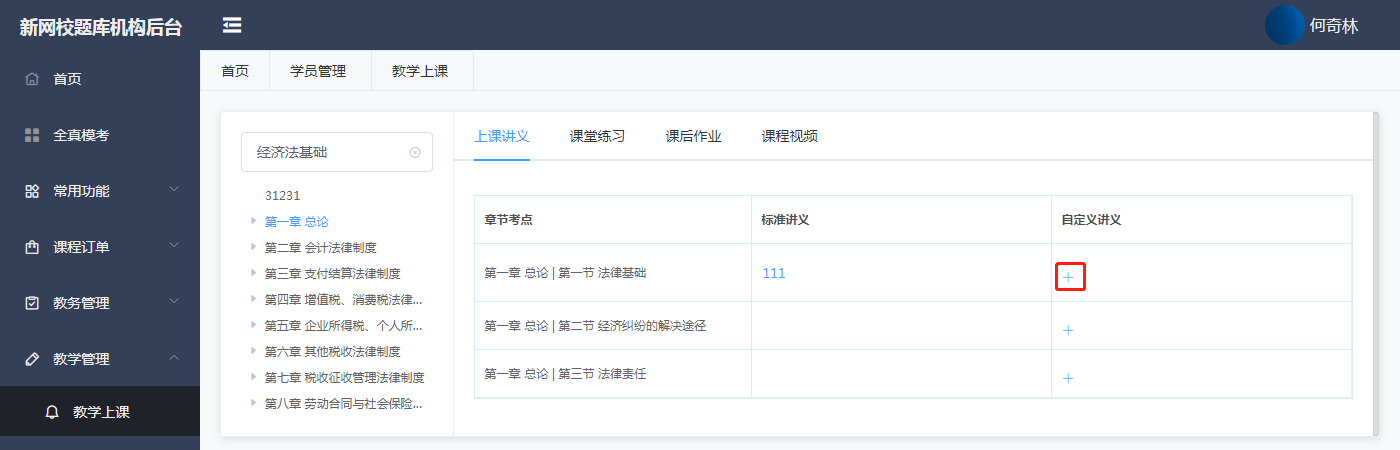 新网校题库机构后台
何奇林
首页
全真模考
常用功能
课程订单
教务管理
教学管理
教学上课
首页 学员管理 教学上课
经济法基础
31231
第一章 总论
第二章 会计法律制度
第三章 支付结算法律制度
第四章 增值税、消费税法律...
第五章 企业所得税、个人所...
第六章 其他税收法律制度
第七章 税收征收管理法律制度
第八章 劳动合同与社会保险...
上课讲义 课堂练习 课后作业 课程视频
章节考点 标准讲义 自定义讲义
第一章 总论 | 第一节 法律基础 111 +
第一章 总论 | 第二节 经济纠纷的解决途径 +
第一章 总论 | 第三节 法律责任 +